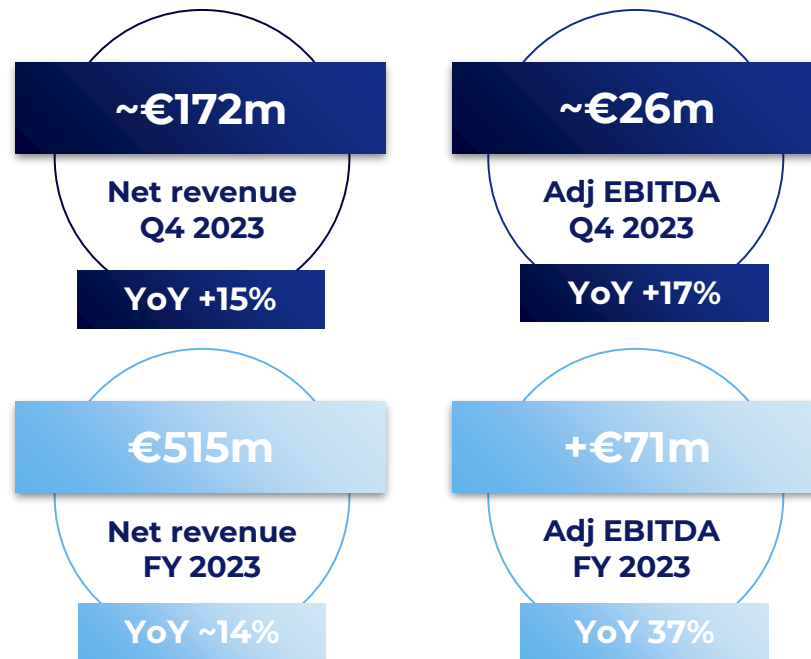 ~€172m
Net revenue
Q4 2023
YoY +15%
~€26m
Adj EBITDA
Q4 2023
YoY +17%
€515m
Net revenue
FY 2023
YoY ~14%
+€71m
Adj EBITDA
FY 2023
YoY 37%